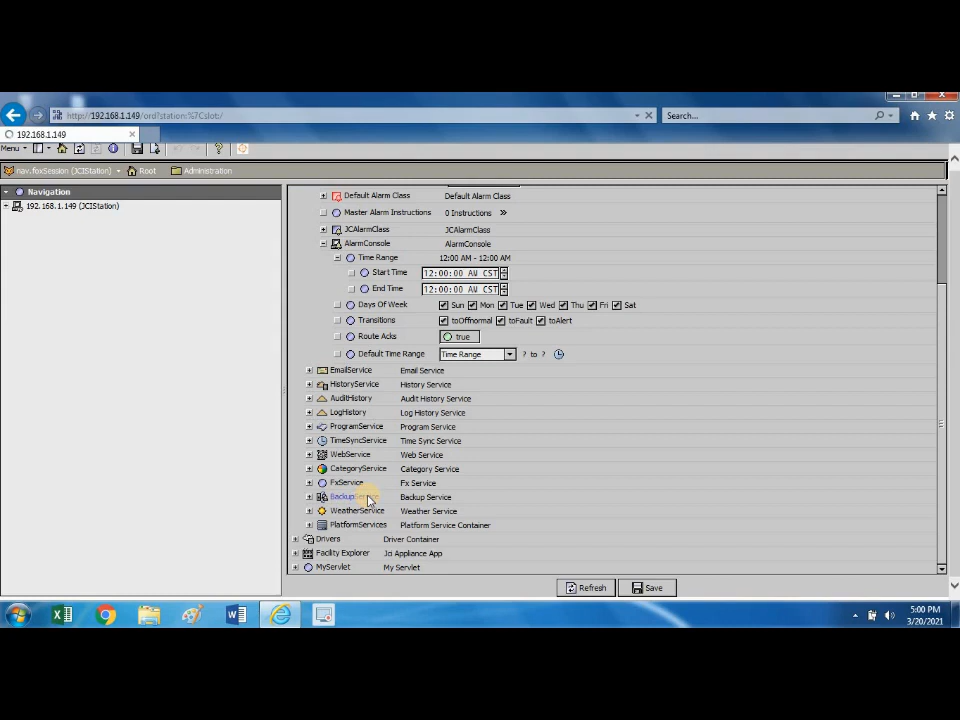 http://192.168.1.149/ord?station:%7Cslot:/
Search...
192.168.1.149
Menu
nav.foxSession (JCIStation)
Root
Administration
Navigation
192.168.1.149 (JCIStation)
Default Alarm Class Default Alarm Class
Master Alarm Instructions 0 Instructions »
JCAlarmClass JCAlarmClass
AlarmConsole AlarmConsole
Time Range 12:00 AM - 12:00 AM
Start Time 12:00:00 AM CST
End Time 12:00:00 AM CST
Days Of Week Sun Mon Tue Wed Thu Fri Sat
Transitions toOffnormal toFault toAlert
Route Acks true
Default Time Range Time Range ? to ?
EmailService Email Service
HistoryService History Service
AuditHistory Audit History Service
LogHistory Log History Service
ProgramService Program Service
TimeSyncService Time Sync Service
WebService Web Service
CategoryService Category Service
FxService Fx Service
BackupService Backup Service
WeatherService Weather Service
PlatformServices Platform Service Container
Drivers Driver Container
Facility Explorer Jci Appliance App
MyServlet My Servlet
Refresh Save
5:00 PM
3/20/2021